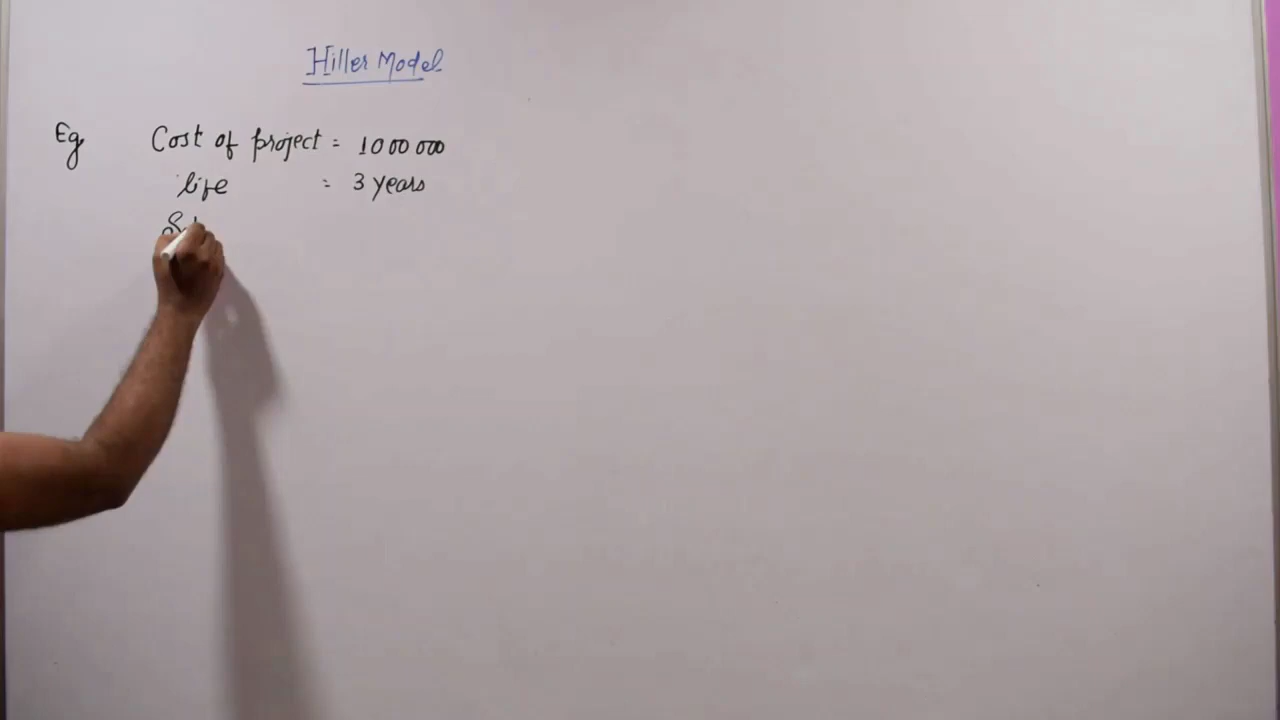 Hiller Model
Eg Cost of project = 1000000
life = 3 years